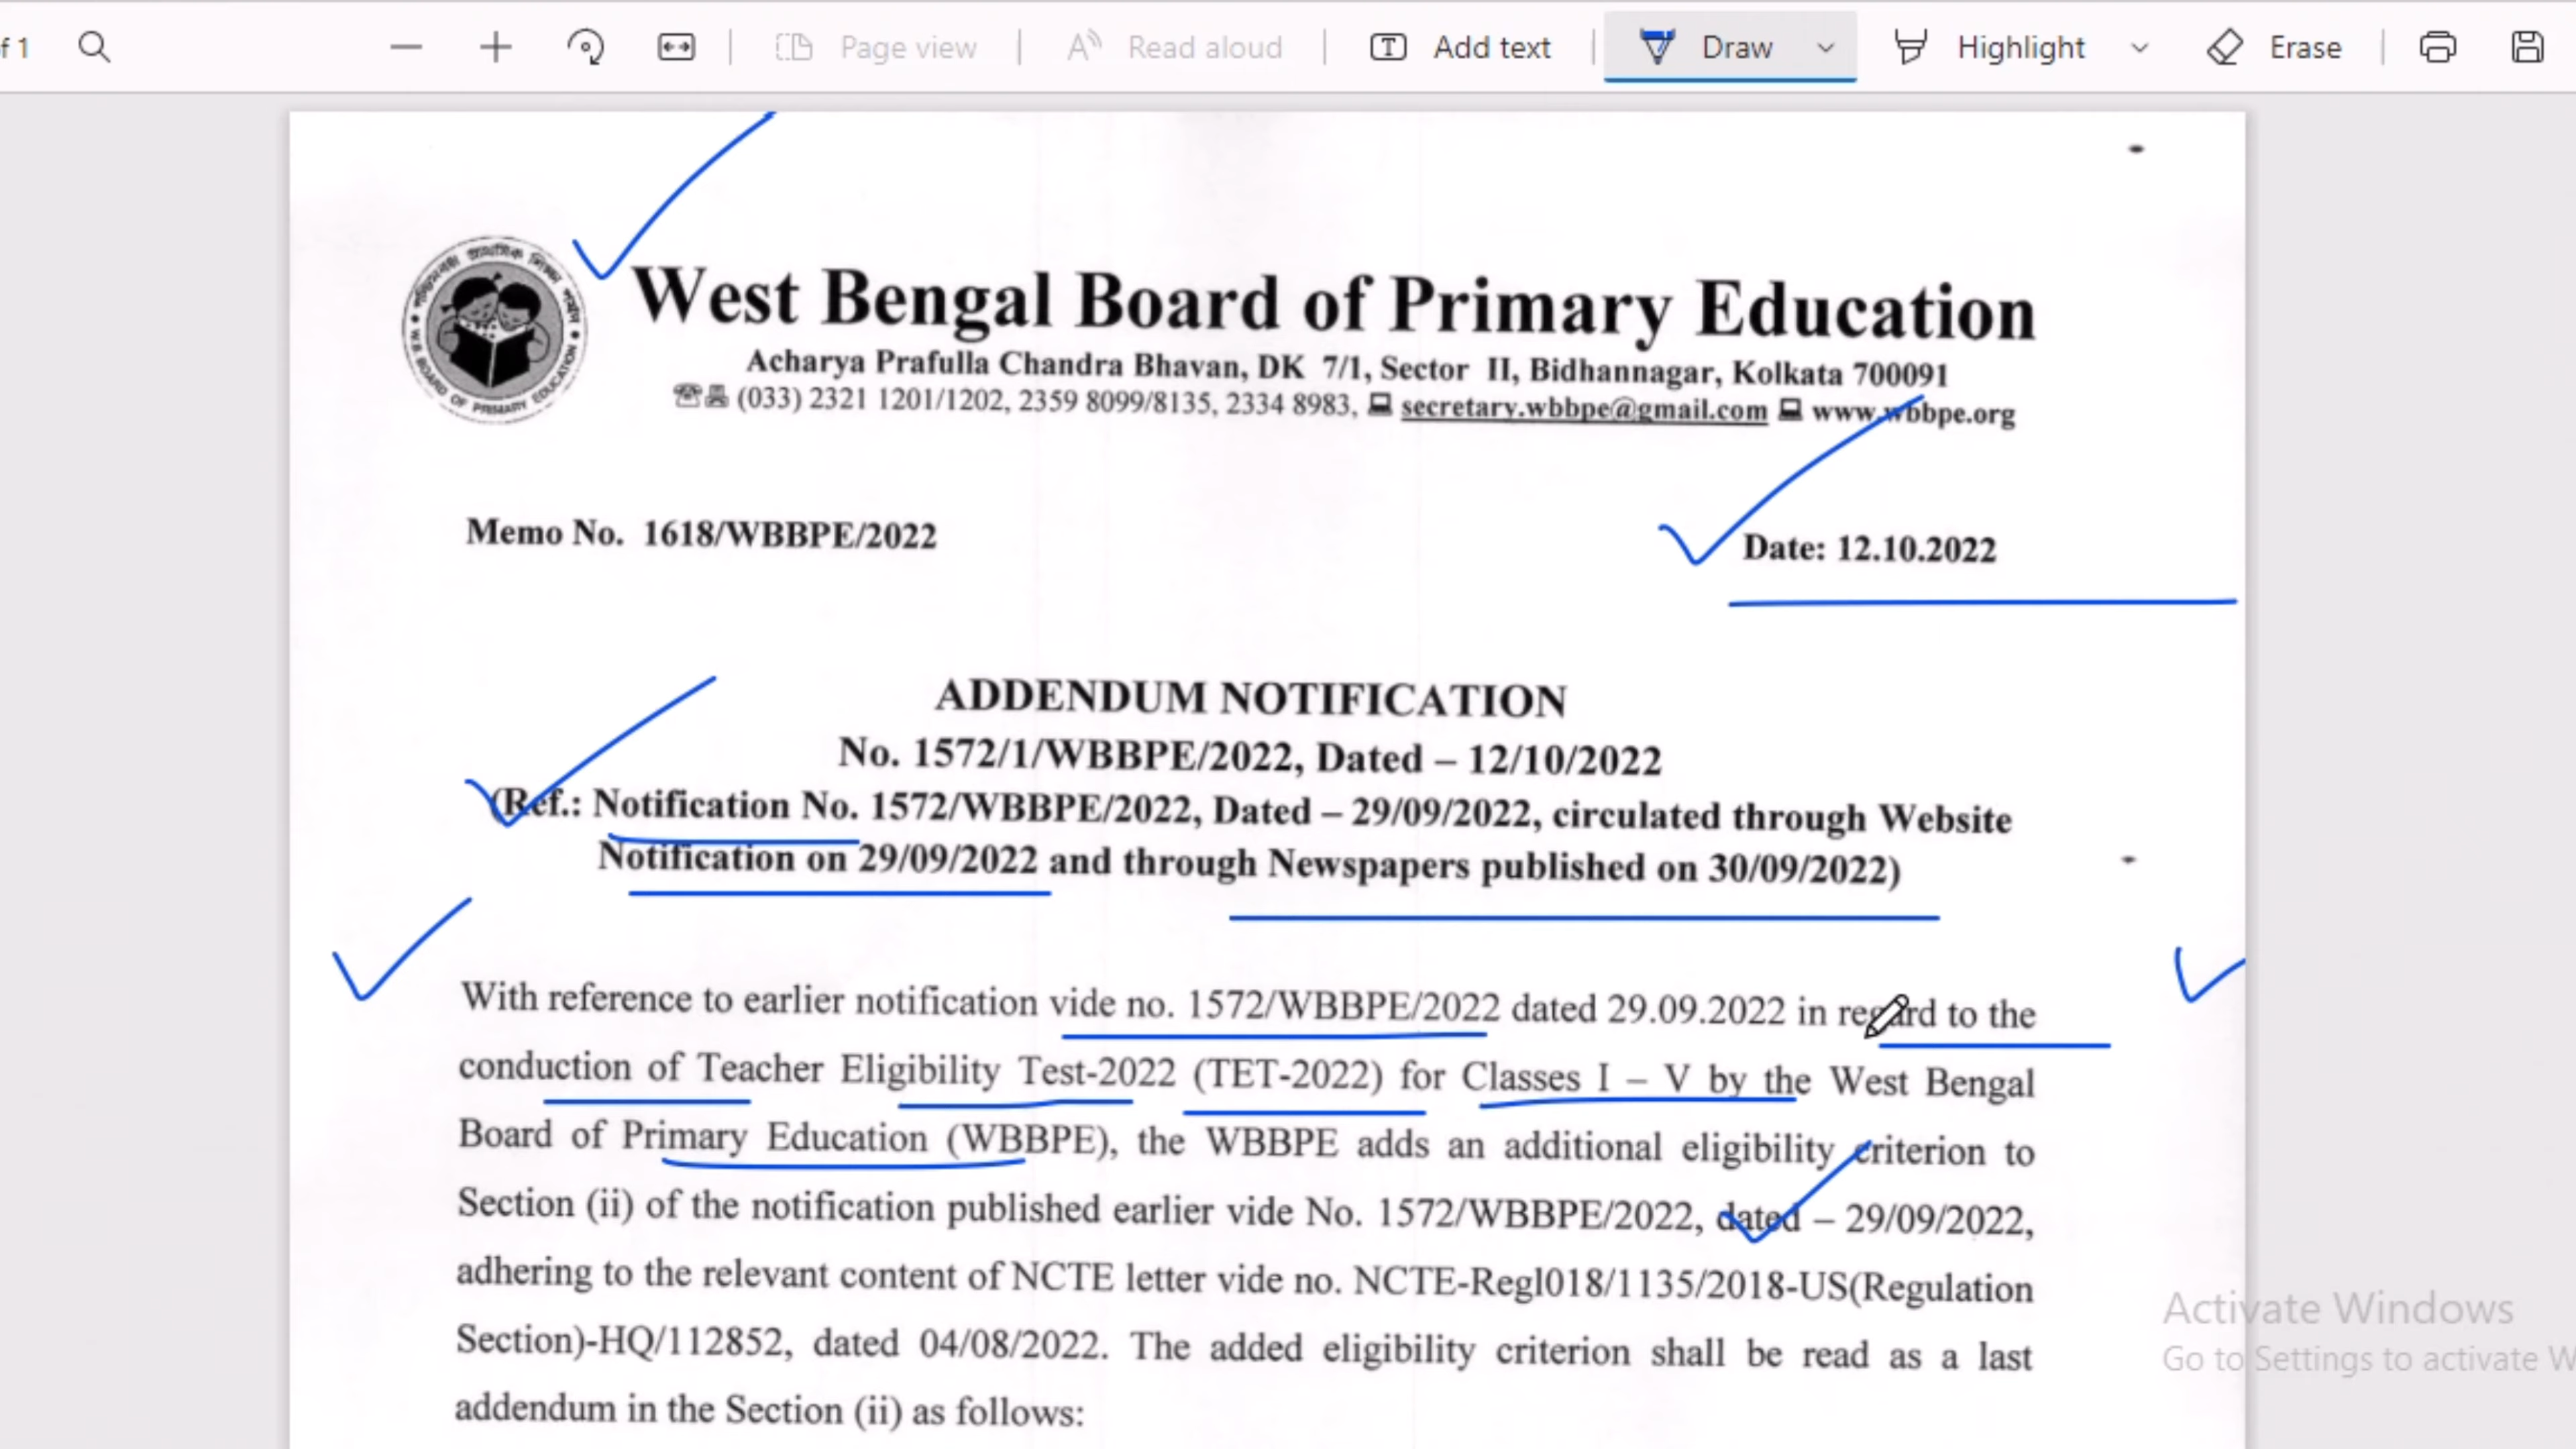 f 1 Page view Read aloud Add text Draw Highlight Erase
West Bengal Board of Primary Education
W.B. BOARD OF PRIMARY EDUCATION
Acharya Prafulla Chandra Bhavan, DK 7/1, Sector II, Bidhannagar, Kolkata 700091
(033) 2321 1201/1202, 2359 8099/8135, 2334 8983, secretary.wbbpe@gmail.com www.wbbpe.org
Memo No. 1618/WBBPE/2022
Date: 12.10.2022
ADDENDUM NOTIFICATION
No. 1572/1/WBBPE/2022, Dated – 12/10/2022
(Ref.: Notification No. 1572/WBBPE/2022, Dated – 29/09/2022, circulated through Website
Notification on 29/09/2022 and through Newspapers published on 30/09/2022)
With reference to earlier notification vide no. 1572/WBBPE/2022 dated 29.09.2022 in regard to the
conduction of Teacher Eligibility Test-2022 (TET-2022) for Classes I – V by the West Bengal
Board of Primary Education (WBBPE), the WBBPE adds an additional eligibility criterion to
Section (ii) of the notification published earlier vide No. 1572/WBBPE/2022, dated – 29/09/2022,
adhering to the relevant content of NCTE letter vide no. NCTE-Regl018/1135/2018-US(Regulation
Section)-HQ/112852, dated 04/08/2022. The added eligibility criterion shall be read as a last
addendum in the Section (ii) as follows:
Activate Windows
Go to Settings to activate W